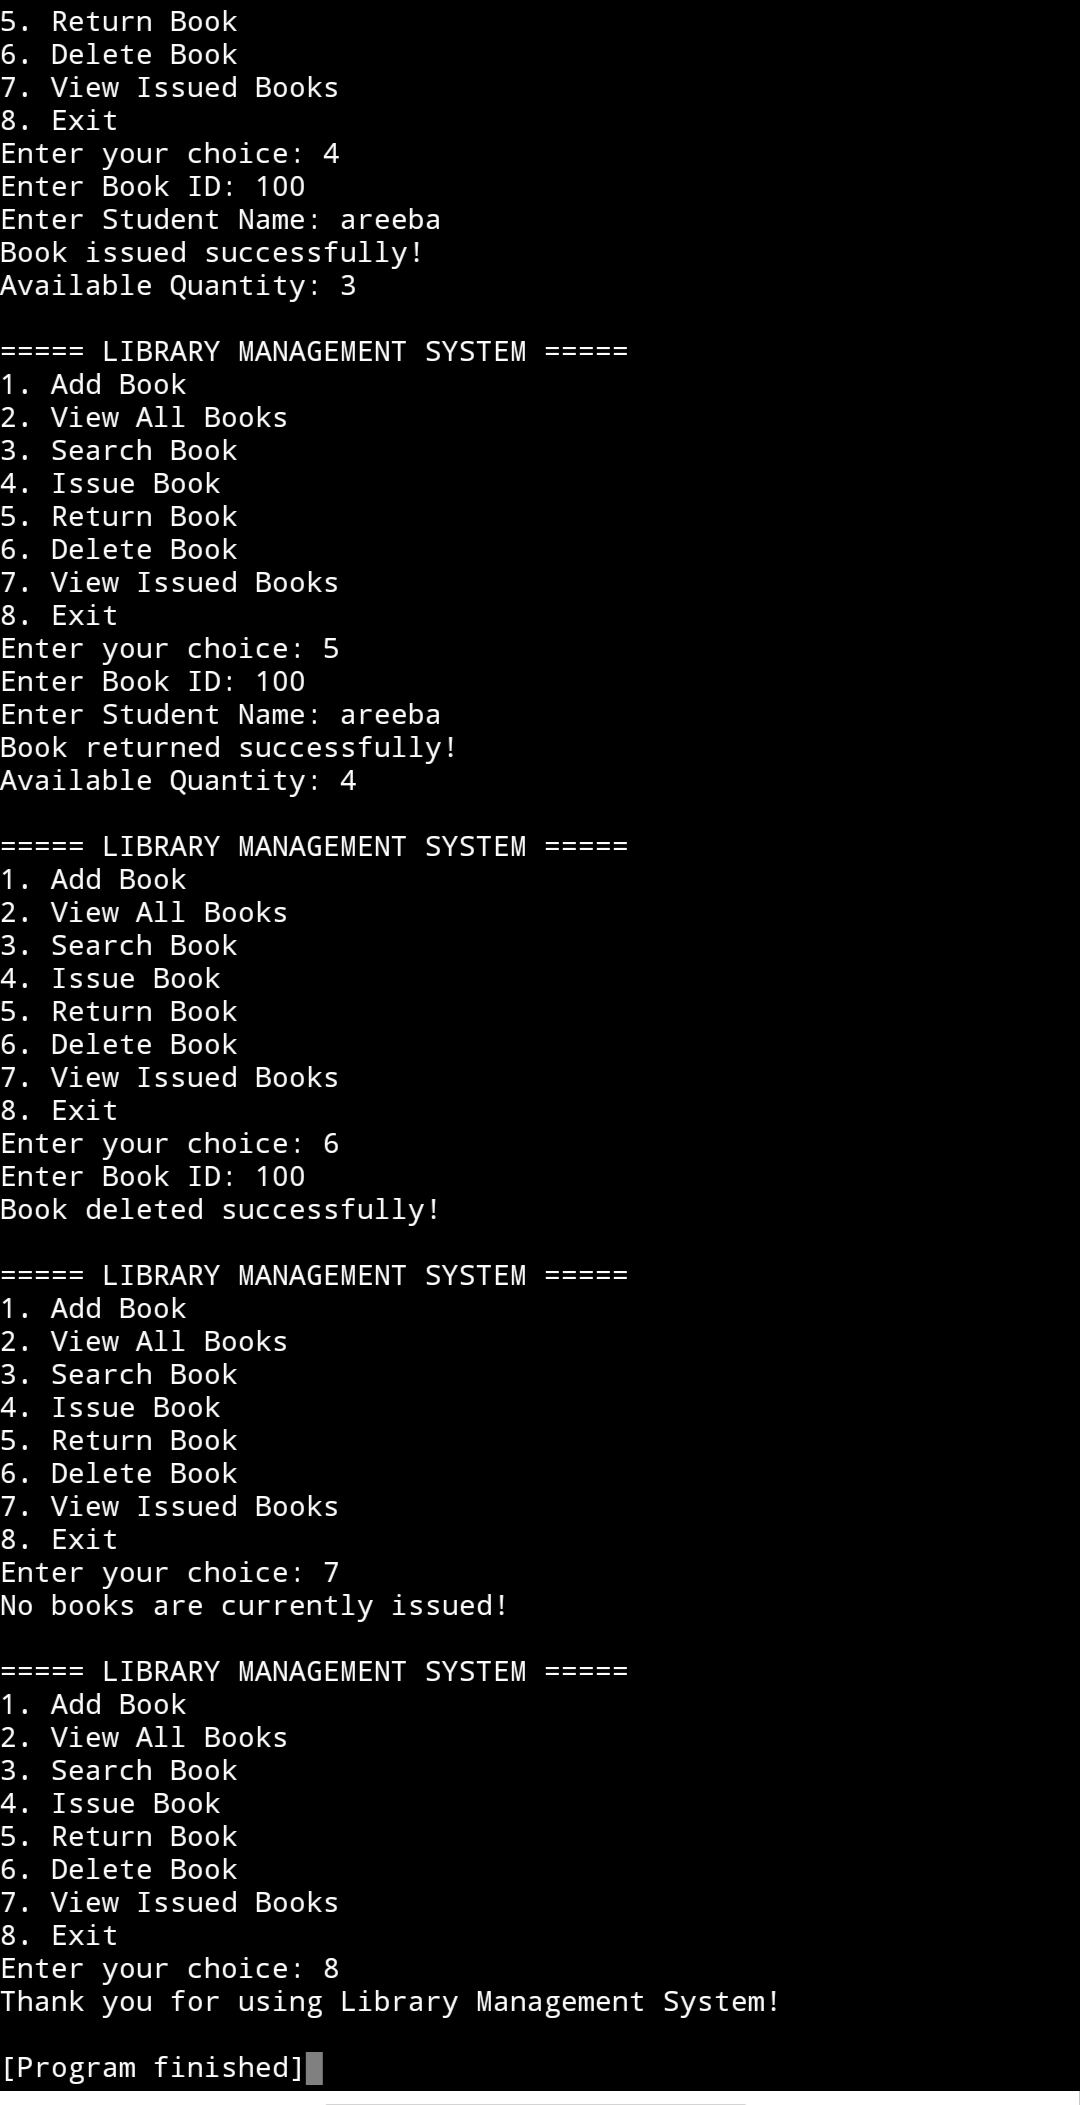 5. Return Book
6. Delete Book
7. View Issued Books
8. Exit
Enter your choice: 4
Enter Book ID: 100
Enter Student Name: areeba
Book issued successfully!
Available Quantity: 3

===== LIBRARY MANAGEMENT SYSTEM =====
1. Add Book
2. View All Books
3. Search Book
4. Issue Book
5. Return Book
6. Delete Book
7. View Issued Books
8. Exit
Enter your choice: 5
Enter Book ID: 100
Enter Student Name: areeba
Book returned successfully!
Available Quantity: 4

===== LIBRARY MANAGEMENT SYSTEM =====
1. Add Book
2. View All Books
3. Search Book
4. Issue Book
5. Return Book
6. Delete Book
7. View Issued Books
8. Exit
Enter your choice: 6
Enter Book ID: 100
Book deleted successfully!

===== LIBRARY MANAGEMENT SYSTEM =====
1. Add Book
2. View All Books
3. Search Book
4. Issue Book
5. Return Book
6. Delete Book
7. View Issued Books
8. Exit
Enter your choice: 7
No books are currently issued!

===== LIBRARY MANAGEMENT SYSTEM =====
1. Add Book
2. View All Books
3. Search Book
4. Issue Book
5. Return Book
6. Delete Book
7. View Issued Books
8. Exit
Enter your choice: 8
Thank you for using Library Management System!

[Program finished]